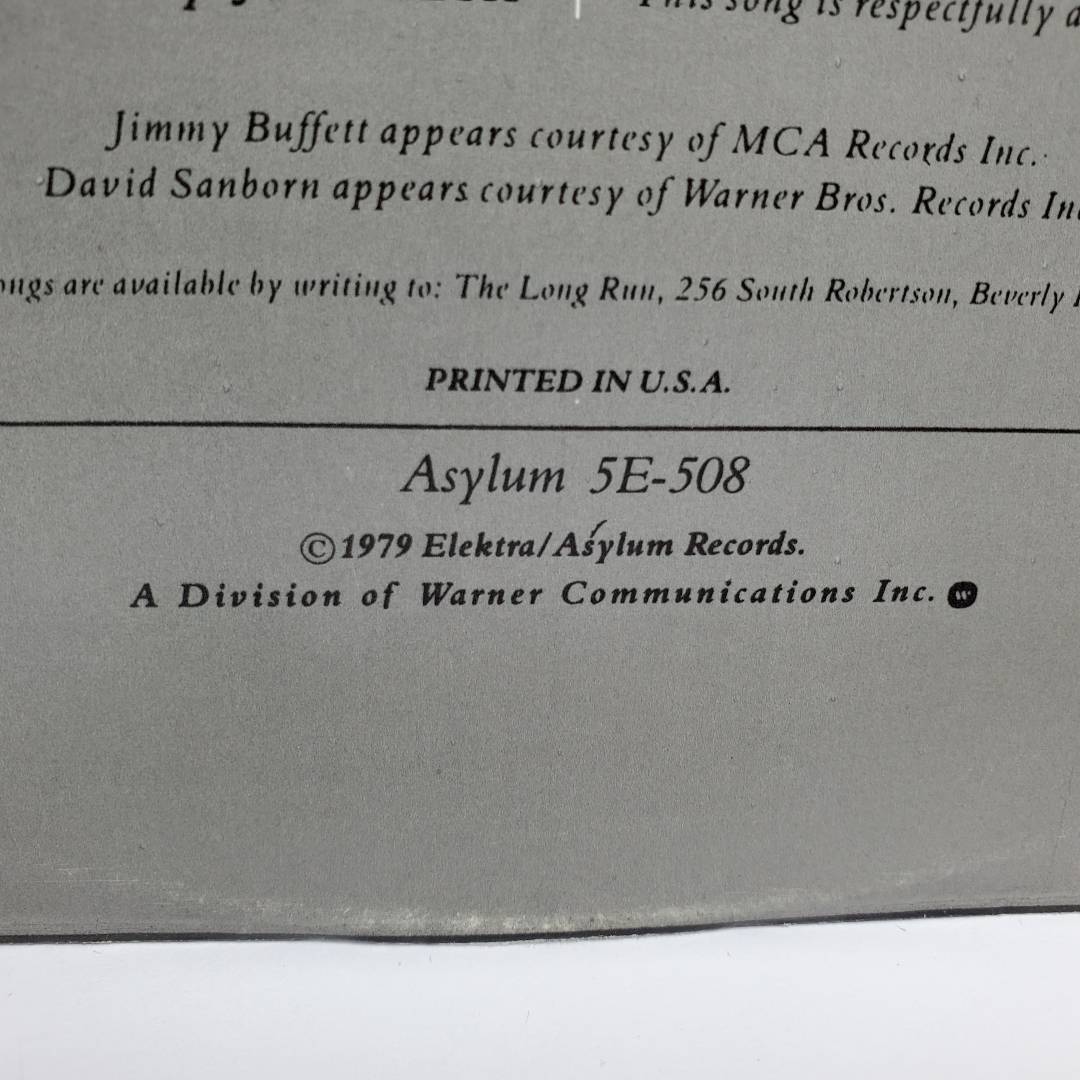 This song is respectfully
Jimmy Buffett appears courtesy of MCA Records Inc.
David Sanborn appears courtesy of Warner Bros. Records
are available by writing to: The Long Run, 256 South Robertson, Beverly
PRINTED IN U.S.A.
Asylum 5E-508
©1979 Elektra/Asylum Records.
A Division of Warner Communications Inc.